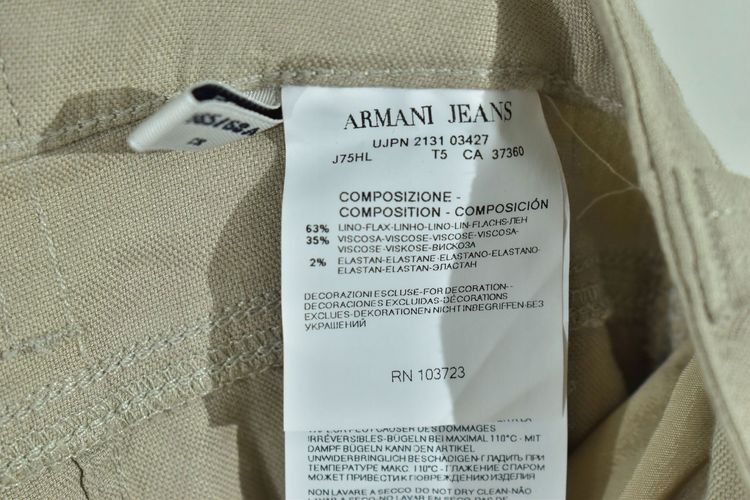 ARMANI JEANS
UJPN 2131 03427
J75HL T5 CA 37360
COMPOSIZIONE -
COMPOSITION - COMPOSICIÓN
63% LINO-FLAX-LINHO-LINO-LIN-FLACHS-ЛЕН
35% VISCOSA-VISCOSE-VISCOSE-VISCOSA-
VISCOSE-VISKOSE-ВИСКОЗА
2% ELASTAN-ELASTANE-ELASTANO-ELASTANO-
ELASTAN-ELASTAN-ЭЛАСТАН
DECORAZIONI ESCLUSE-FOR DECORATION--
DECORACIONES EXCLUIDAS-DÉCORATIONS
EXCLUES-DEKORATIONEN NICHT INBEGRIFFEN-БЕЗ
УКРАШЕНИЙ
RN 103723
PEUT CAUSER DES DOMMAGES
IRRÉVERSIBLES-BÜGELN BEI MAXIMAL 110°C - MIT
DAMPF BÜGELN KANN DEN ARTIKEL
UNWIDERBRINGLICH BESCHÄDIGEN-ГЛАДИТЬ ПРИ
ТЕМПЕРАТУРЕ МАКС. 110°C - ГЛАЖЕНИЕ С ПАРОМ
МОЖЕТ ПРИВЕСТИ К ПОВРЕЖДЕНИЮ ИЗДЕЛИЯ
NON LAVARE A SECCO DO NOT DRY CLEAN-NÃO